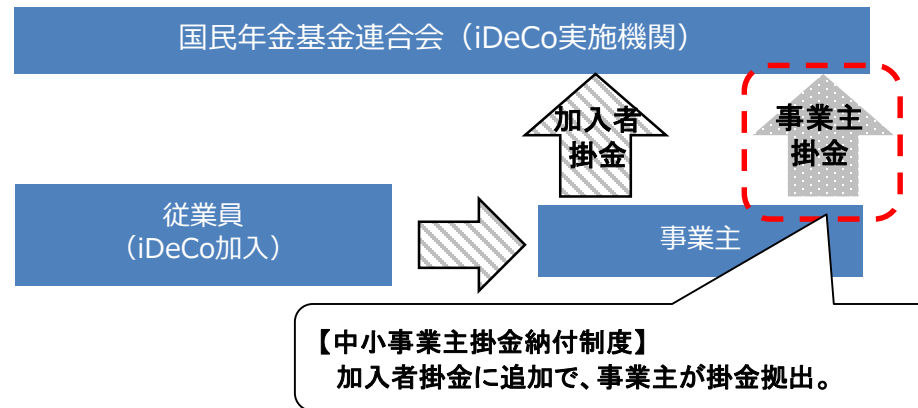 国民年金基金連合会（iDeCo実施機関）
加入者
掛金
事業主
掛金
従業員
（iDeCo加入）
事業主
【中小事業主掛金納付制度】
加入者掛金に追加で、事業主が掛金拠出。